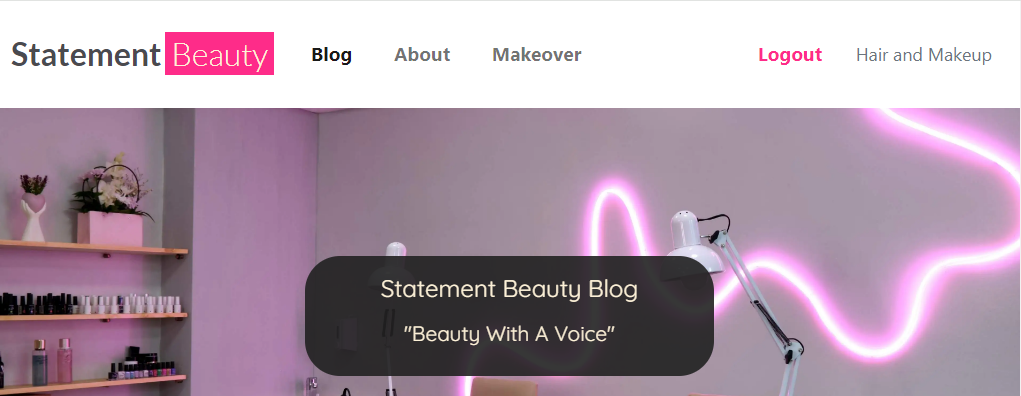 Statement Beauty Blog About Makeover Logout Hair and Makeup
Statement Beauty Blog
"Beauty With A Voice"